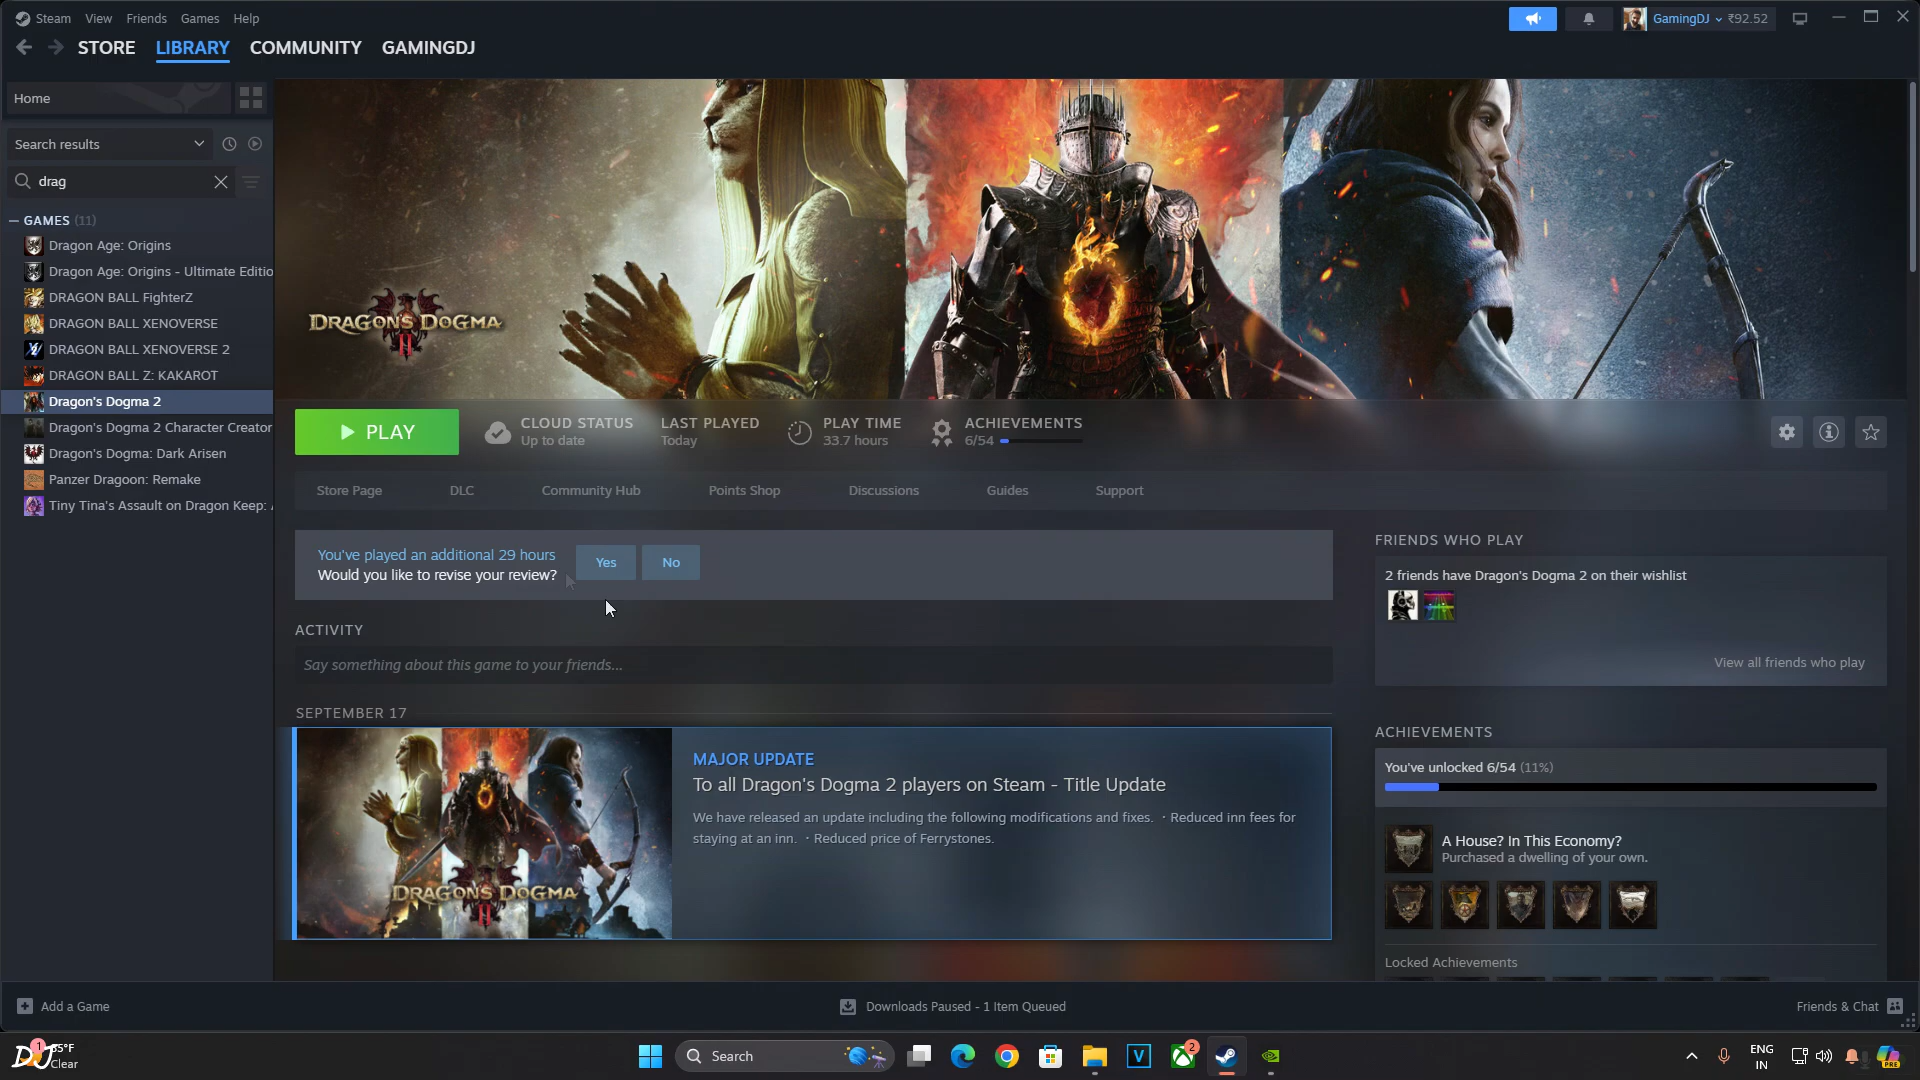 Steam View Friends Games Help
GamingDJ ₹92.52
STORE LIBRARY COMMUNITY GAMINGDJ
Home
Search results
drag
GAMES (11)
Dragon Age: Origins
Dragon Age: Origins - Ultimate Editio
DRAGON BALL FighterZ
DRAGON BALL XENOVERSE
DRAGON BALL XENOVERSE 2
DRAGON BALL Z: KAKAROT
Dragon's Dogma 2
Dragon's Dogma 2 Character Creator
Dragon's Dogma: Dark Arisen
Panzer Dragoon: Remake
Tiny Tina's Assault on Dragon Keep:
DRAGON'S DOGMA
II
PLAY
CLOUD STATUS
Up to date
LAST PLAYED
Today
PLAY TIME
33.7 hours
ACHIEVEMENTS
6/54
Store Page DLC Community Hub Points Shop Discussions Guides Support
You've played an additional 29 hours
Would you like to revise your review?
Yes No
ACTIVITY
Say something about this game to your friends...
SEPTEMBER 17
MAJOR UPDATE
To all Dragon's Dogma 2 players on Steam - Title Update
We have released an update including the following modifications and fixes. ・Reduced inn fees for
staying at an inn. ・Reduced price of Ferrystones.
DRAGON'S DOGMA
II
FRIENDS WHO PLAY
2 friends have Dragon's Dogma 2 on their wishlist
View all friends who play
ACHIEVEMENTS
You've unlocked 6/54 (11%)
A House? In This Economy?
Purchased a dwelling of your own.
Locked Achievements
Add a Game
Downloads Paused - 1 Item Queued
Friends & Chat
DJ
1
85°F
Clear
Search
V
2
ENG
IN
PRE